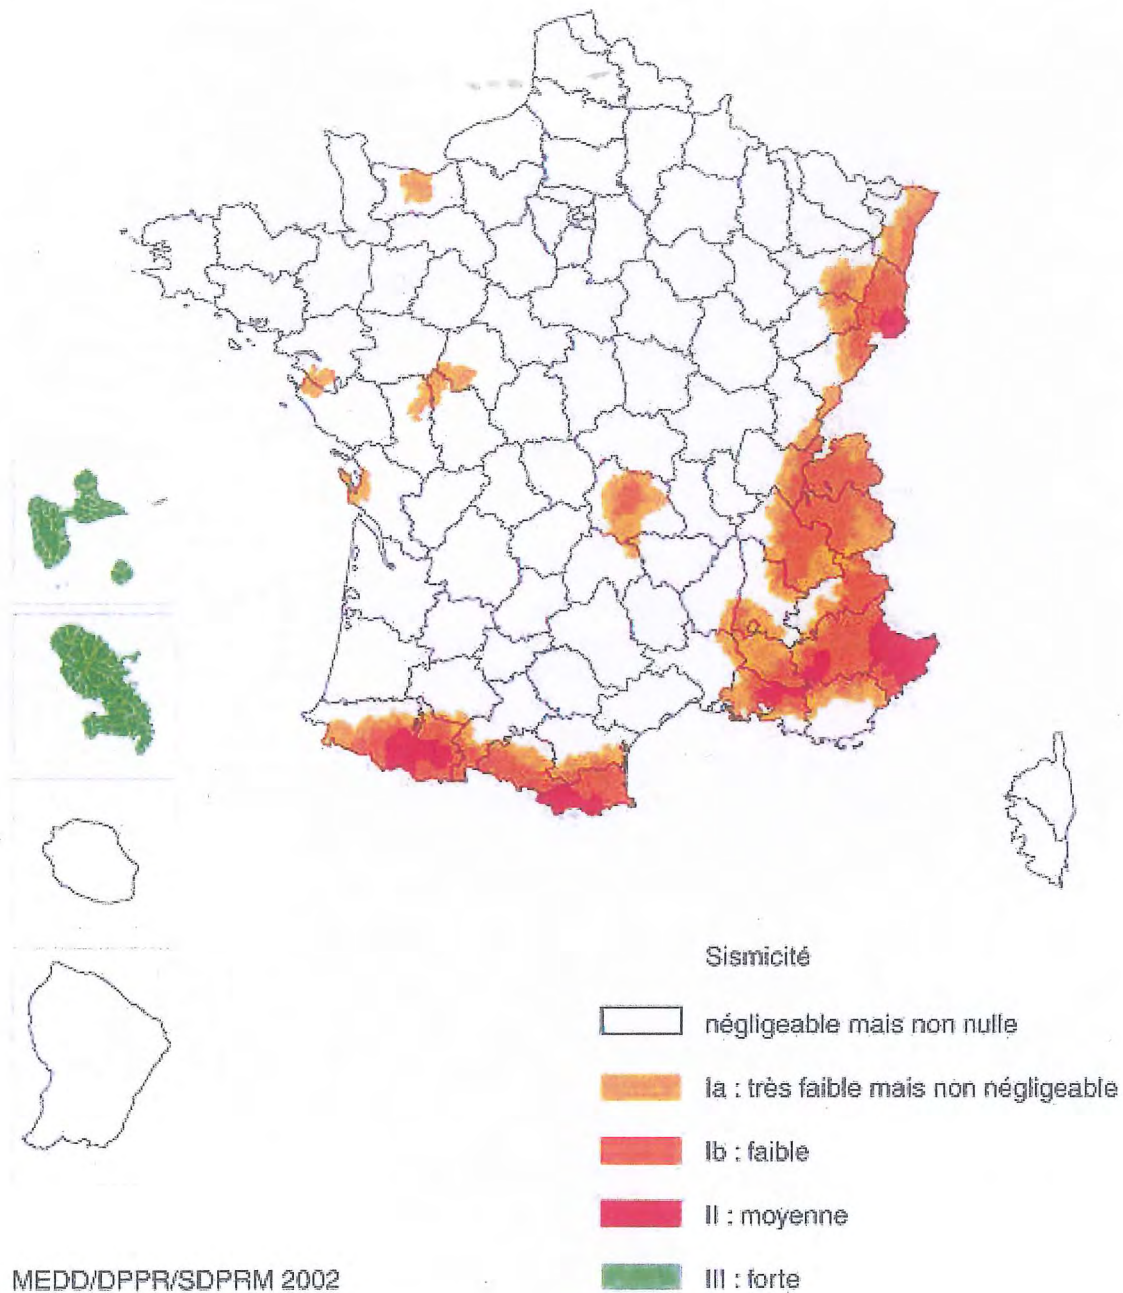 Sismicité
négligeable mais non nulle
Ia : très faible mais non négligeable
Ib : faible
II : moyenne
III : forte
MEDD/DPPR/SDPRM 2002